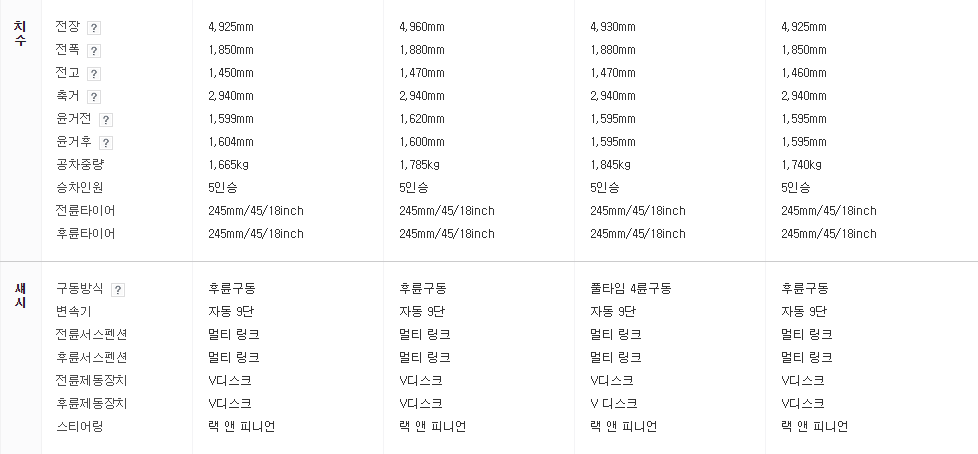 치수
전장 ? 4,925mm 4,960mm 4,930mm 4,925mm
전폭 ? 1,850mm 1,880mm 1,880mm 1,850mm
전고 ? 1,450mm 1,470mm 1,470mm 1,460mm
축거 ? 2,940mm 2,940mm 2,940mm 2,940mm
윤거전 ? 1,599mm 1,620mm 1,595mm 1,595mm
윤거후 ? 1,604mm 1,600mm 1,595mm 1,595mm
공차중량 1,665kg 1,785kg 1,845kg 1,740kg
승차인원 5인승 5인승 5인승 5인승
전륜타이어 245mm/45/18inch 245mm/45/18inch 245mm/45/18inch 245mm/45/18inch
후륜타이어 245mm/45/18inch 245mm/45/18inch 245mm/45/18inch 245mm/45/18inch
섀시
구동방식 ? 후륜구동 후륜구동 풀타임 4륜구동 후륜구동
변속기 자동 9단 자동 9단 자동 9단 자동 9단
전륜서스펜션 멀티 링크 멀티 링크 멀티 링크 멀티 링크
후륜서스펜션 멀티 링크 멀티 링크 멀티 링크 멀티 링크
전륜제동장치 V디스크 V디스크 V디스크 V디스크
후륜제동장치 V디스크 V디스크 V 디스크 V디스크
스티어링 랙 앤 피니언 랙 앤 피니언 랙 앤 피니언 랙 앤 피니언